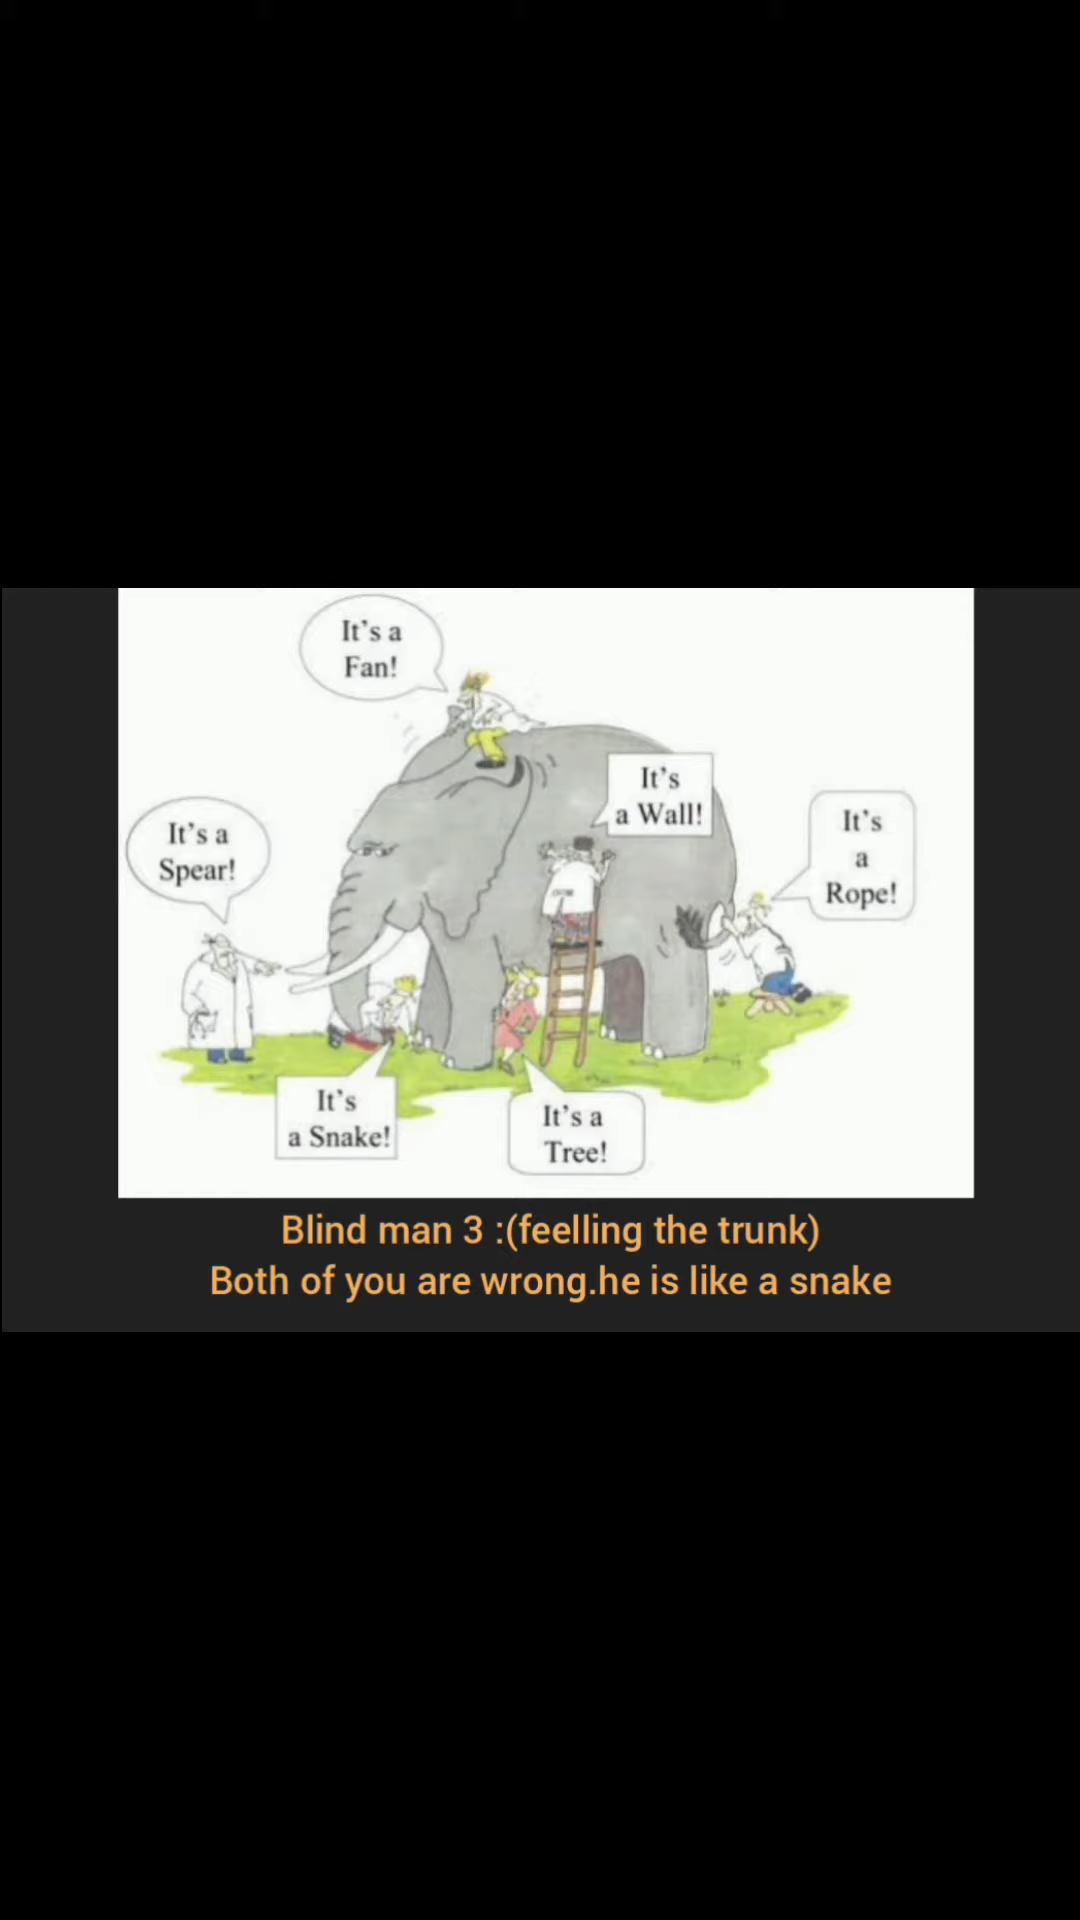 It's a
Fan!
It's
a Wall!
It's a
Spear!
It's
a
Rope!
It's
a Snake!
It's a
Tree!
Blind man 3 :(feelling the trunk)
Both of you are wrong.he is like a snake